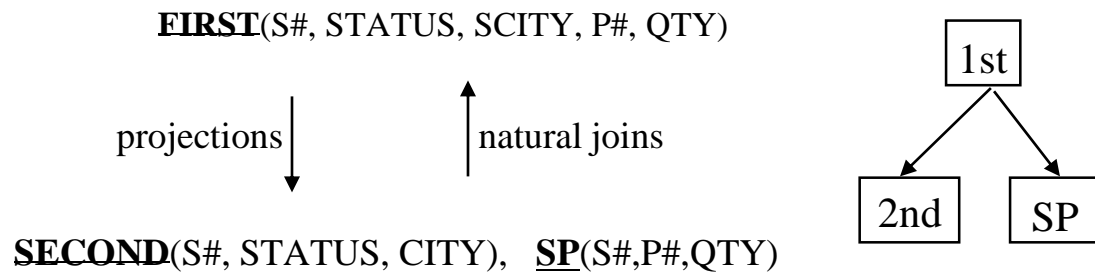 FIRST(S#, STATUS, SCITY, P#, QTY)
1st
projections natural joins
2nd SP
SECOND(S#, STATUS, CITY), SP(S#,P#,QTY)